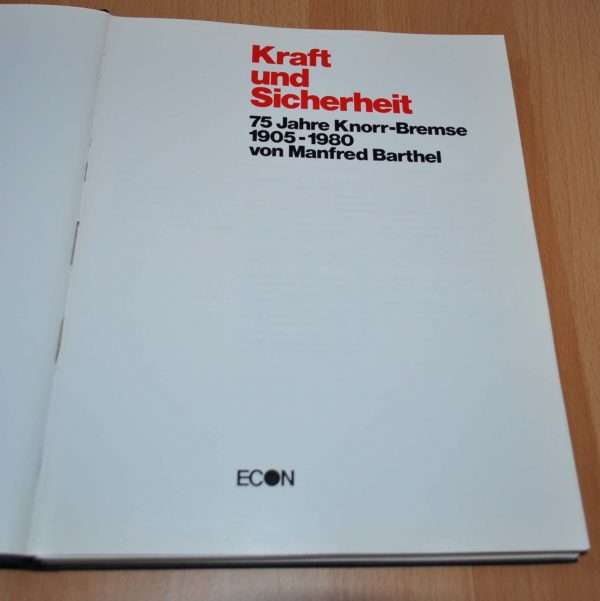 Kraft
und
Sicherheit
75 Jahre Knorr-Bremse
1905-1980
von Manfred Barthel
ECON